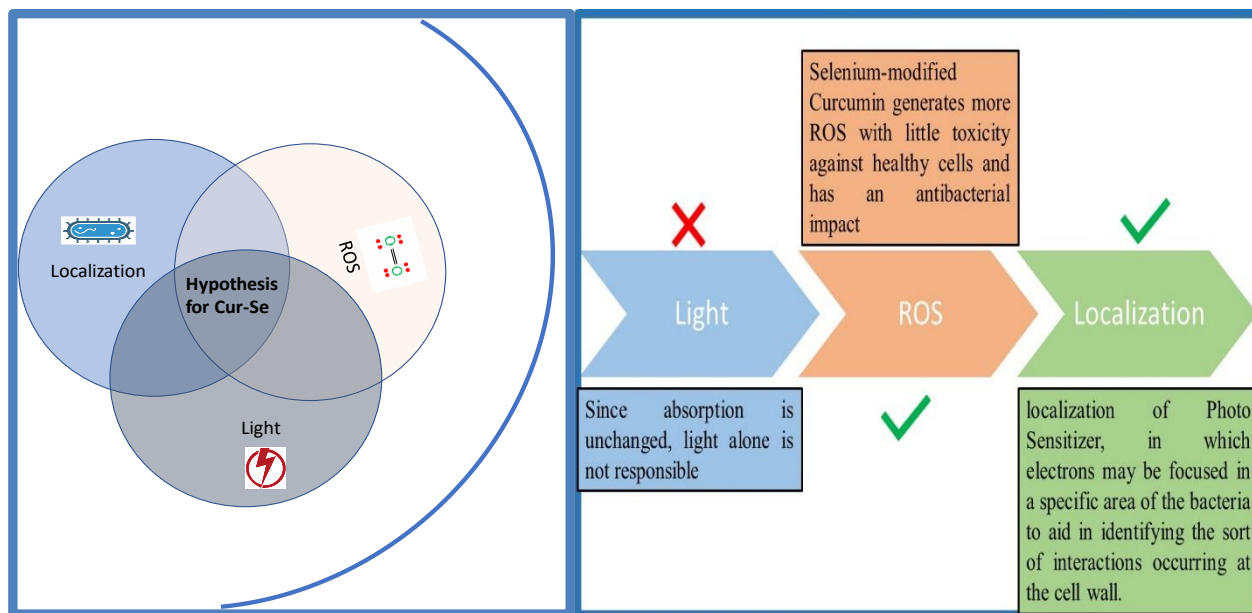 Localization
ROS
Hypothesis
for Cur-Se
Light
Selenium-modified
Curcumin generates more
ROS with little toxicity
against healthy cells and
has an antibacterial
impact
Light
ROS
Localization
Since absorption is
unchanged, light alone is
not responsible
localization of Photo
Sensitizer, in which
electrons may be focused in
a specific area of the bacteria
to aid in identifying the sort
of interactions occurring at
the cell wall.